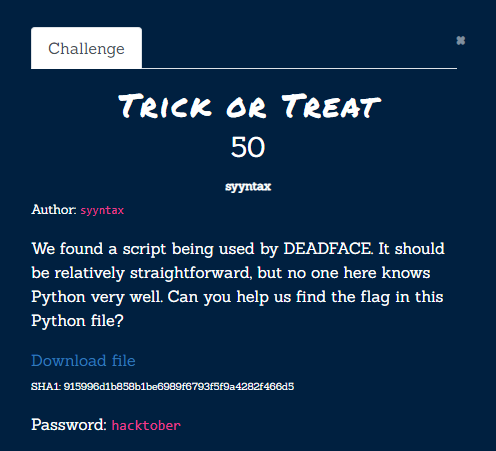 Challenge
Trick or Treat
50
syyntax
Author: syyntax
We found a script being used by DEADFACE. It should
be relatively straightforward, but no one here knows
Python very well. Can you help us find the flag in this
Python file?
Download file
SHA1: 915996d1b858b1be6989f6793f5f9a4282f466d5
Password: hacktober